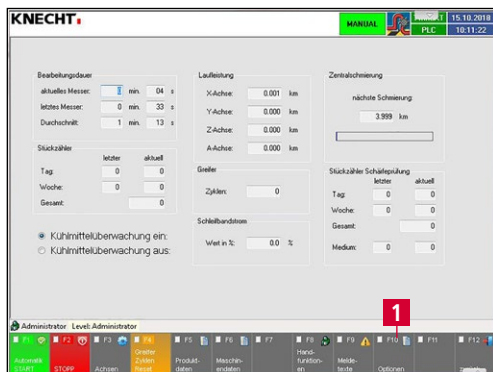 KNECHT
MANUAL
PLC
15.10.2018
10:11:22
Bearbeitungsdauer
aktuelles Messer: 0 min. 04 s
letztes Messer: 0 min. 33 s
Durchschnitt: 1 min. 13 s
Stückzähler
letzter aktuell
Tag: 0 0
Woche: 0 0
Gesamt: 0
Kühlmittelüberwachung ein:
Kühlmittelüberwachung aus:
Laufleistung
X-Achse: 0.001 km
Y-Achse: 0.000 km
Z-Achse: 0.000 km
A-Achse: 0.000 km
Greifer
Zyklen: 0
Schleifbandstrom
Wert in %: 0.0 %
Zentralschmierung
nächste Schmierung:
3.999 km
Stückzähler Schärfeprüfung
letzter aktuell
Tag: 0 0
Woche: 0 0
Gesamt: 0
Medium: 0 0
Administrator Level: Administrator
1
F1 F2 F3 F4 F5 F6 F7 F8 F9 F10 F11 F12
Automatik START
STOPP
Achsen
Greifer Zyklen Reset
Produkt-daten
Maschin-endaten
Hand-funktion-en
Melde-texte
Optionen